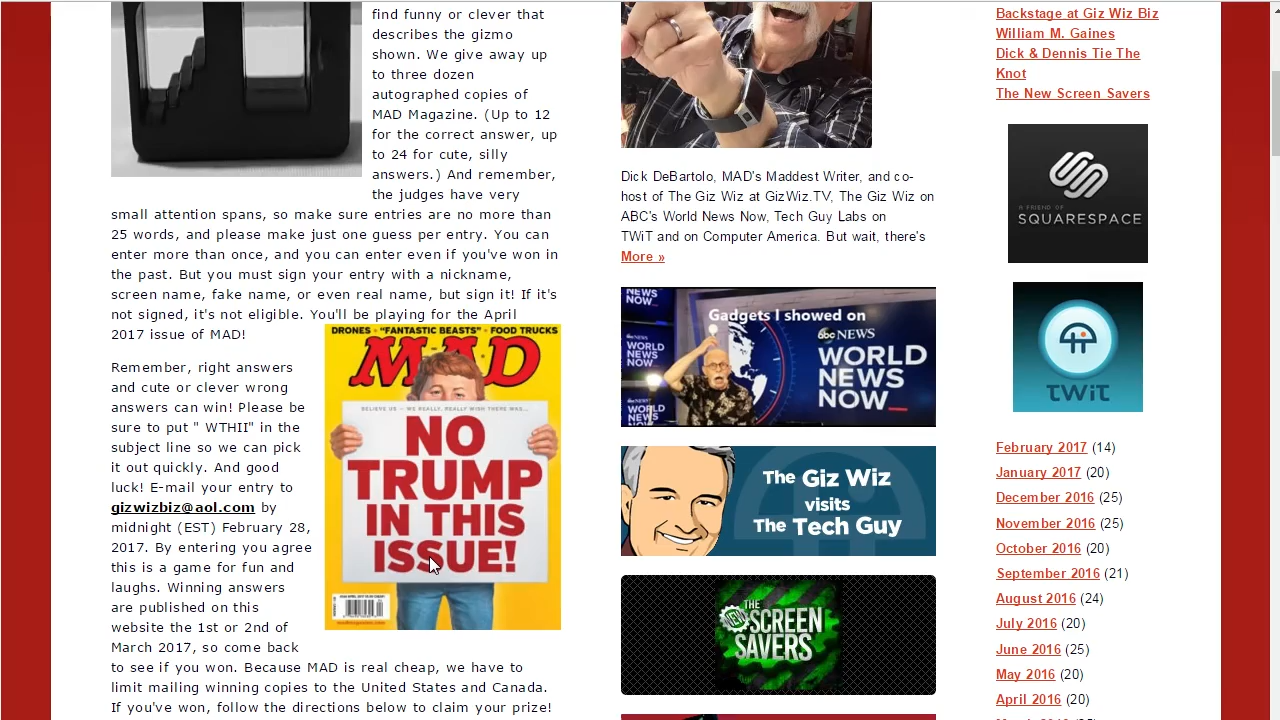 find funny or clever that
describes the gizmo
shown. We give away up
to three dozen
autographed copies of
MAD Magazine. (Up to 12
for the correct answer, up
to 24 for cute, silly
answers.) And remember,
the judges have very
small attention spans, so make sure entries are no more than
25 words, and please make just one guess per entry. You can
enter more than once, and you can enter even if you've won in
the past. But you must sign your entry with a nickname,
screen name, fake name, or even real name, but sign it! If it's
not signed, it's not eligible. You'll be playing for the April
2017 issue of MAD!
Remember, right answers
and cute or clever wrong
answers can win! Please be
sure to put " WTHII" in the
subject line so we can pick
it out quickly. And good
luck! E-mail your entry to
gizwizbiz@aol.com by
midnight (EST) February 28,
2017. By entering you agree
this is a game for fun and
laughs. Winning answers
are published on this
website the 1st or 2nd of
March 2017, so come back
to see if you won. Because MAD is real cheap, we have to
limit mailing winning copies to the United States and Canada.
If you've won, follow the directions below to claim your prize!
DRONES • "FANTASTIC BEASTS" • FOOD TRUCKS
MAD
BELIEVE US — WE REALLY, REALLY WISH THERE WAS...
NO
TRUMP
IN THIS
ISSUE!
Dick DeBartolo, MAD's Maddest Writer, and co-
host of The Giz Wiz at GizWiz.TV, The Giz Wiz on
ABC's World News Now, Tech Guy Labs on
TWiT and on Computer America. But wait, there's
More »
Gadgets I showed on
abc NEWS
WORLD
NEWS
NOW
NEWS
NOW
WORLD
NEWS
NOW
WORLD
The Giz Wiz
visits
The Tech Guy
THE
NEW
SCREEN
SAVERS
Backstage at Giz Wiz Biz
William M. Gaines
Dick & Dennis Tie The
Knot
The New Screen Savers
A FRIEND OF
SQUARESPACE
TWiT
February 2017 (14)
January 2017 (20)
December 2016 (25)
November 2016 (25)
October 2016 (20)
September 2016 (21)
August 2016 (24)
July 2016 (20)
June 2016 (25)
May 2016 (20)
April 2016 (20)